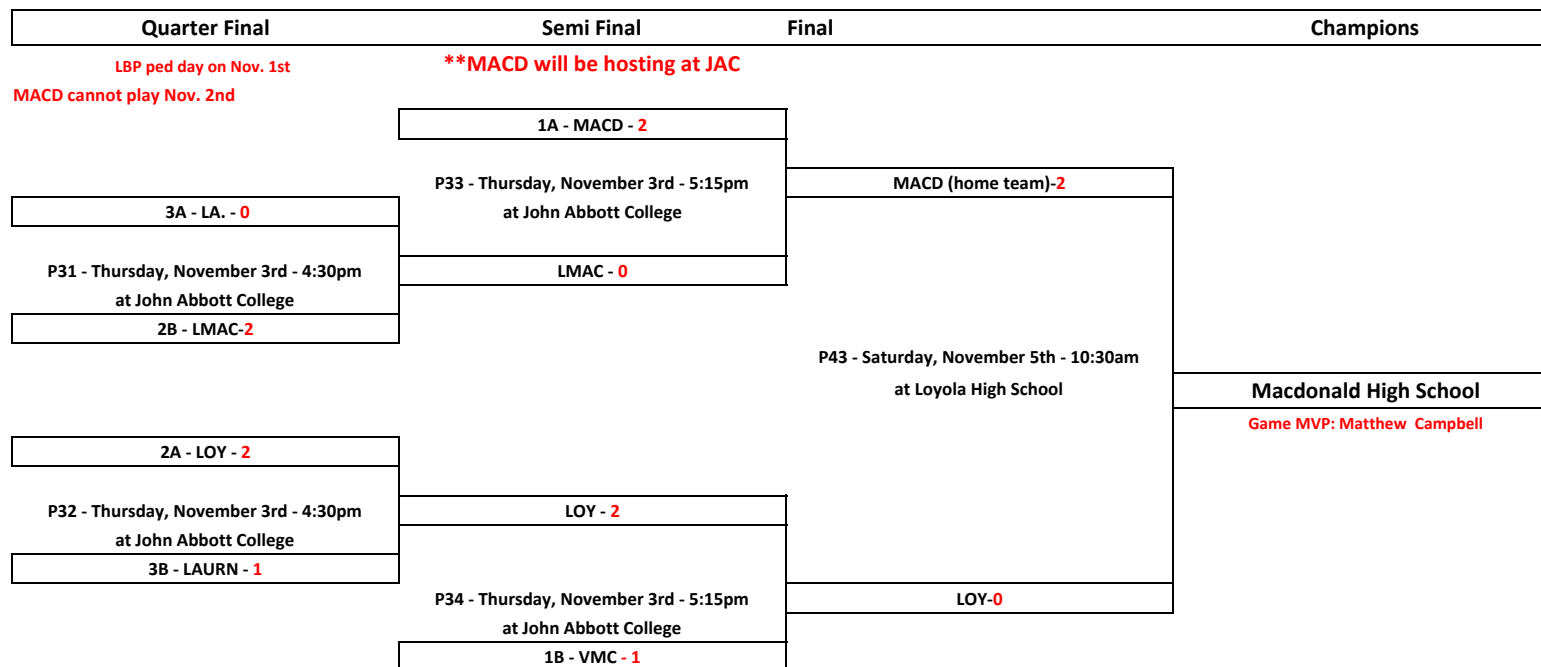 Quarter Final Semi Final Final Champions
LBP ped day on Nov. 1st
**MACD will be hosting at JAC
MACD cannot play Nov. 2nd
1A - MACD - 2
P33 - Thursday, November 3rd - 5:15pm
at John Abbott College
MACD (home team)-2
3A - LA. - 0
P31 - Thursday, November 3rd - 4:30pm
at John Abbott College
LMAC - 0
2B - LMAC-2
P43 - Saturday, November 5th - 10:30am
at Loyola High School
Macdonald High School
Game MVP: Matthew Campbell
2A - LOY - 2
P32 - Thursday, November 3rd - 4:30pm
at John Abbott College
LOY - 2
3B - LAURN - 1
P34 - Thursday, November 3rd - 5:15pm
at John Abbott College
LOY-0
1B - VMC - 1